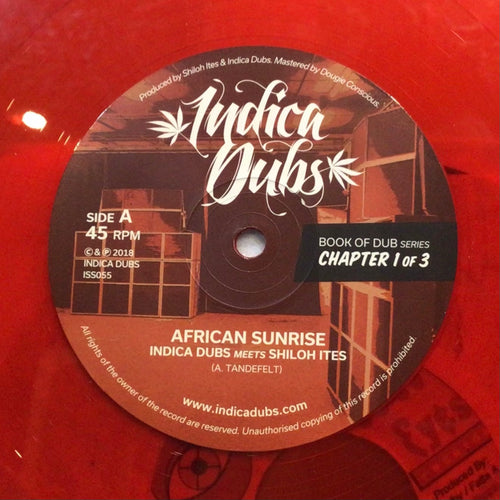 Produced by Shiloh Ites & Indica Dubs. Mastered by Dougie Conscious.
Indica
Dubs
SIDE A
45 RPM
© & ℗ 2018
INDICA DUBS
ISS055
BOOK OF DUB SERIES
CHAPTER 1 OF 3
AFRICAN SUNRISE
INDICA DUBS MEETS SHILOH ITES
(A. TANDEFELT)
www.indicadubs.com
All rights of the owner of the record are reserved. Unauthorised copying of this record is prohibited.
Produced By